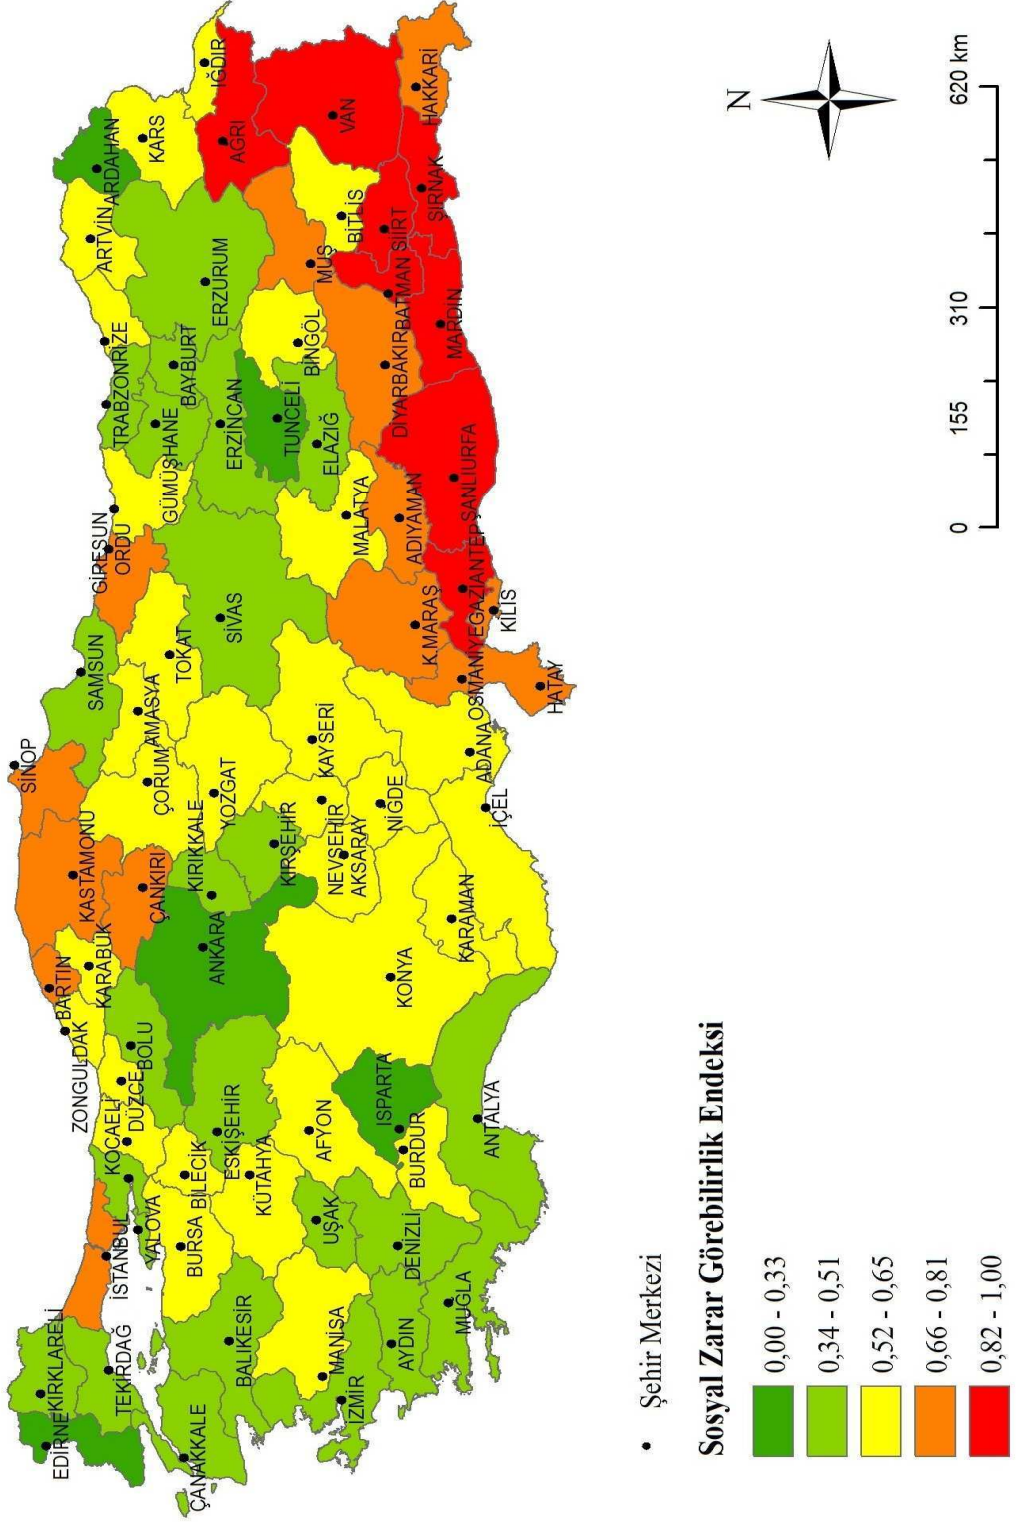 EDİRNE
KIRKLARELİ
TEKİRDAĞ
İSTANBUL
ÇANAKKALE
BALIKESİR
YALOVA
KOCAELİ
BURSA
BİLECİK
DÜZCE
BOLU
ZONGULDAK
BARTIN
KARABUK
KASTAMONU
SİNOP
ÇANKIRI
SAMSUN
ÇORUM
AMASYA
TOKAT
ORDU
GİRESUN
GÜMÜŞHANE
TRABZON
RİZE
BAYBURT
ARTVİN
ARDAHAN
KARS
IĞDIR
AĞRI
ERZURUM
ERZİNCAN
SİVAS
YOZGAT
KIRIKKALE
ANKARA
ESKİŞEHİR
KÜTAHYA
MANİSA
İZMİR
UŞAK
AFYON
KIRŞEHİR
NEVŞEHİR
AKSARAY
KAYSERİ
NİĞDE
MALATYA
ELAZIĞ
TUNCELİ
BİNGÖL
MUŞ
BİTLİS
VAN
HAKKARİ
ŞIRNAK
SİİRT
BATMAN
DİYARBAKIR
MARDİN
ŞANLIURFA
ADIYAMAN
K.MARAŞ
GAZİANTEP
KİLİS
OSMANİYE
HATAY
ADANA
İÇEL
KARAMAN
KONYA
ISPARTA
BURDUR
ANTALYA
DENİZLİ
AYDIN
MUĞLA
N
0 155 310 620 km
Şehir Merkezi
Sosyal Zarar Görebilirlik Endeksi
0,00 - 0,33
0,34 - 0,51
0,52 - 0,65
0,66 - 0,81
0,82 - 1,00